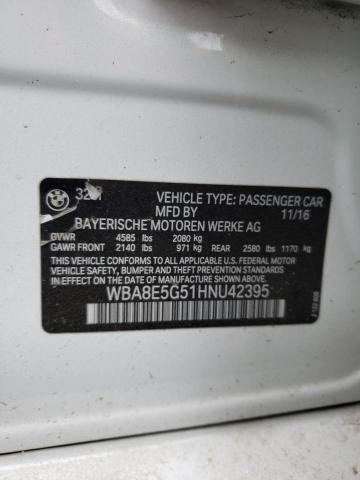 VEHICLE TYPE: PASSENGER CAR
MFD BY 11/16
BAYERISCHE MOTOREN WERKE AG
GVWR 4585 lbs 2080 kg
GAWR FRONT 2140 lbs 971 kg REAR 2580 lbs 1170 kg
THIS VEHICLE CONFORMS TO ALL APPLICABLE U.S. FEDERAL MOTOR
VEHICLE SAFETY, BUMPER AND THEFT PREVENTION STANDARDS IN
EFFECT ON THE DATE OF MANUFACTURE SHOWN ABOVE.
WBA8E5G51HNU42395